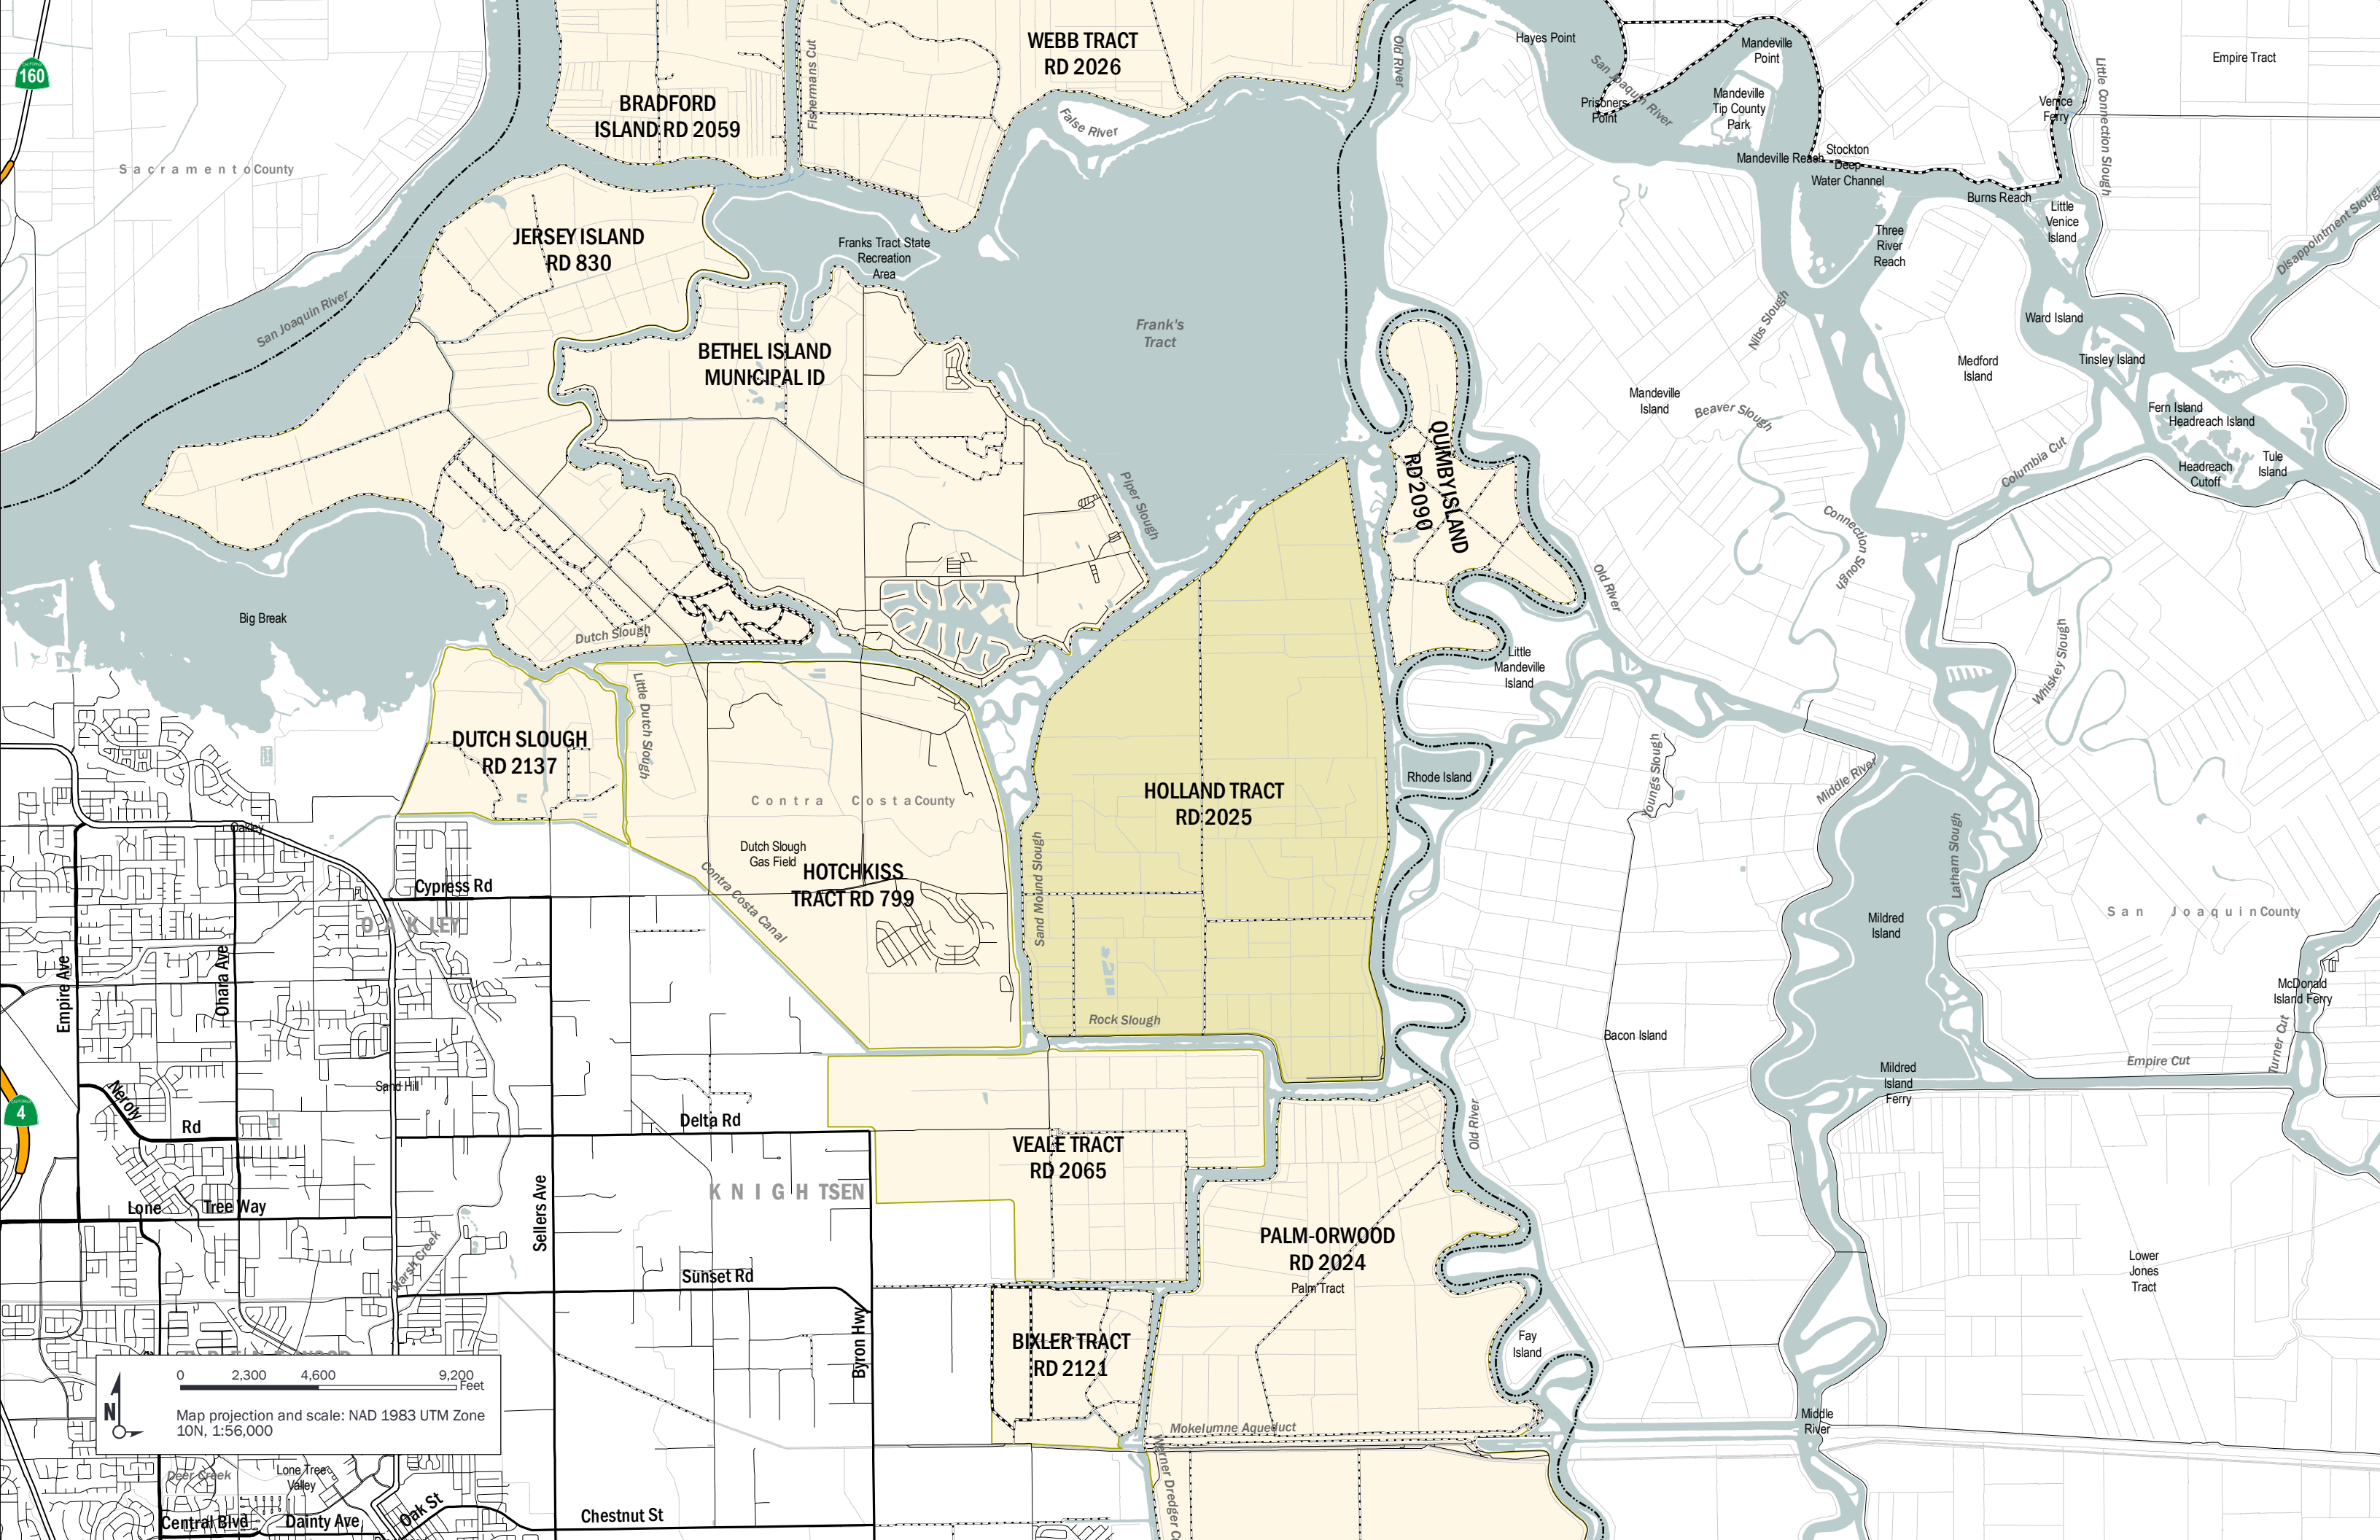 160
Sacramento County
San Joaquin River
BRADFORD
ISLAND RD 2059
Fishermans Cut
WEBB TRACT
RD 2026
False River
Old River
Hayes Point
San Joaquin River
Prisoners
Point
Mandeville
Point
Mandeville
Tip County
Park
Mandeville Reach
Stockton
Deep
Water Channel
Venice
Ferry
Little Connection Slough
Empire Tract
Burns Reach
Little
Venice
Island
Three
River
Reach
Disappointment Slough
JERSEY ISLAND
RD 830
Franks Tract State
Recreation
Area
Frank's
Tract
BETHEL ISLAND
MUNICIPAL ID
QUIMBY ISLAND
RD 2090
Nibs Slough
Ward Island
Tinsley Island
Medford
Island
Mandeville
Island
Beaver Slough
Fern Island
Headreach Island
Headreach
Cutoff
Tule
Island
Columbia Cut
Connection Slough
Piper Slough
Old River
Big Break
Dutch Slough
Little Dutch Slough
Little
Mandeville
Island
Whiskey Slough
DUTCH SLOUGH
RD 2137
Contra Costa County
HOLLAND TRACT
RD 2025
Rhode Island
Youngs Slough
Middle River
Latham Slough
Oakley
Dutch Slough
Gas Field
HOTCHKISS
TRACT RD 799
Contra Costa Canal
Sand Mound Slough
Cypress Rd
OAKLEY
Empire Ave
Ohara Ave
Mildred
Island
San Joaquin County
McDonald
Island Ferry
Turner Cut
Rock Slough
Bacon Island
Empire Cut
Mildred
Island
Ferry
Sand Hill
4
Neroly
Rd
Delta Rd
VEALE TRACT
RD 2065
Old River
KNIGHTSEN
Lone
Tree Way
Sellers Ave
Marsh Creek
PALM-ORWOOD
RD 2024
Palm Tract
Lower
Jones
Tract
Sunset Rd
Byron Hwy
BIXLER TRACT
RD 2121
Fay
Island
0 2,300 4,600 9,200
Feet
N
Map projection and scale: NAD 1983 UTM Zone
10N, 1:56,000
Mokelumne Aqueduct
Middle
River
Werner Dredger C
Deer Creek
Lone Tree
Valley
Central Blvd
Dainty Ave
Oak St
Chestnut St